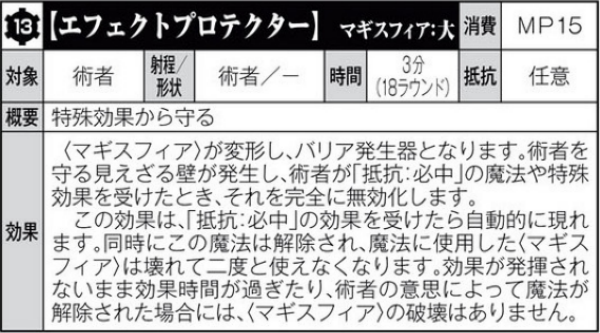 13 【エフェクトプロテクター】 マギスフィア:大 消費 MP15
対象 術者 射程/形状 術者/− 時間 3分(18ラウンド) 抵抗 任意
概要 特殊効果から守る
効果
〈マギスフィア〉が変形し、バリア発生器となります。術者を
守る見えざる壁が発生し、術者が「抵抗:必中」の魔法や特殊
効果を受けたとき、それを完全に無効化します。
この効果は、「抵抗:必中」の効果を受けたら自動的に現れ
ます。同時にこの魔法は解除され、魔法に使用した〈マギス
フィア〉は壊れて二度と使えなくなります。効果が発揮され
ないまま効果時間が過ぎたり、術者の意思によって魔法が
解除された場合には、〈マギスフィア〉の破壊はありません。